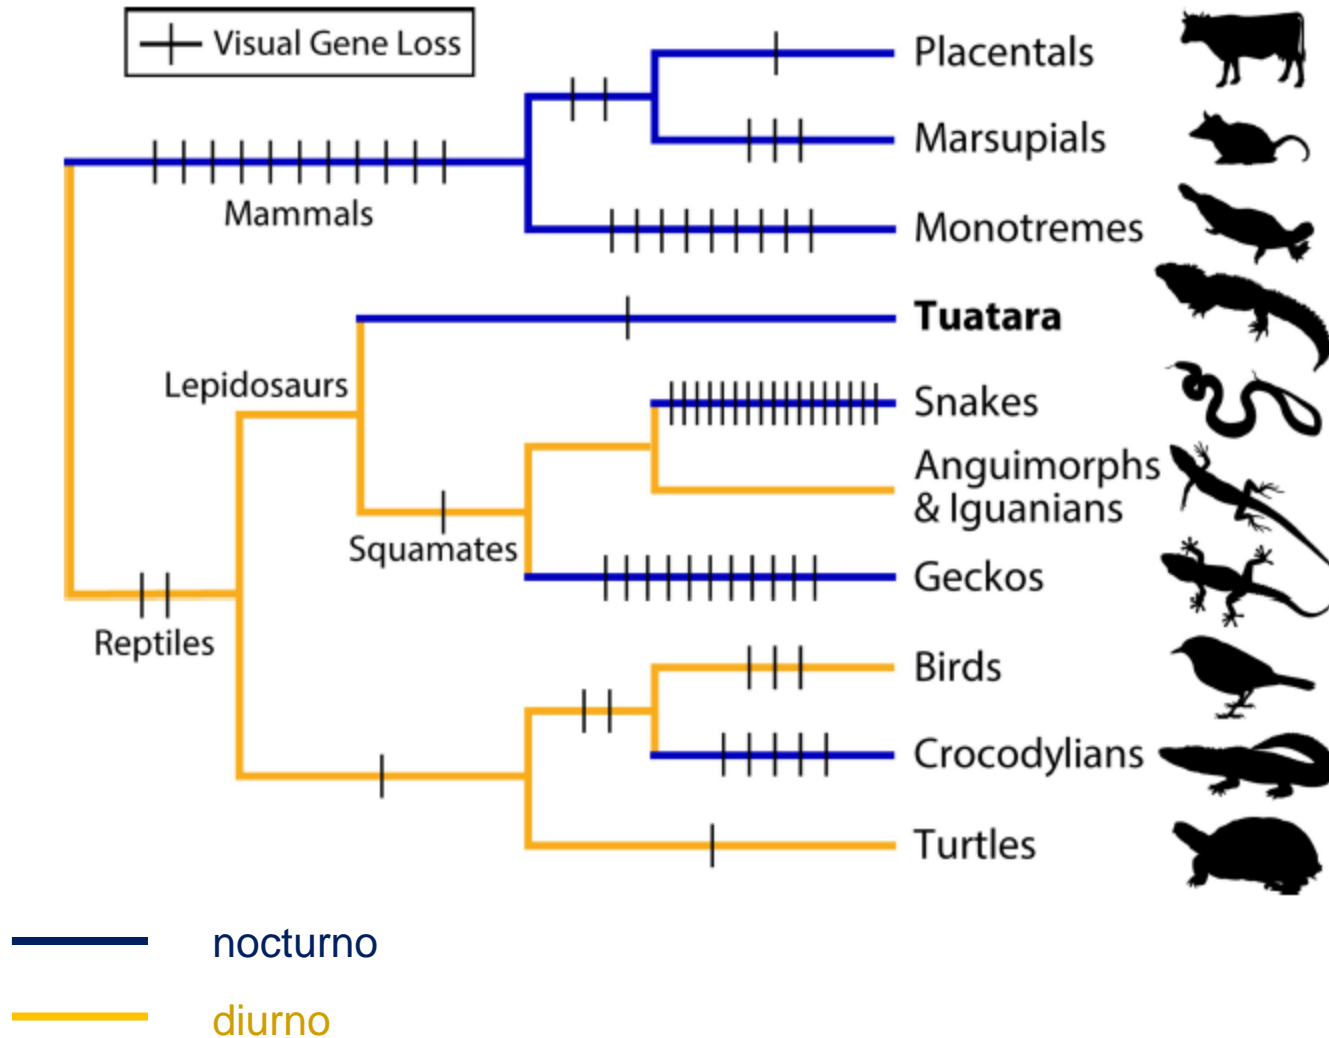 Visual Gene Loss
Placentals
Marsupials
Mammals
Monotremes
Tuatara
Lepidosaurs
Snakes
Anguimorphs
& Iguanians
Squamates
Geckos
Reptiles
Birds
Crocodylians
Turtles
nocturno
diurno